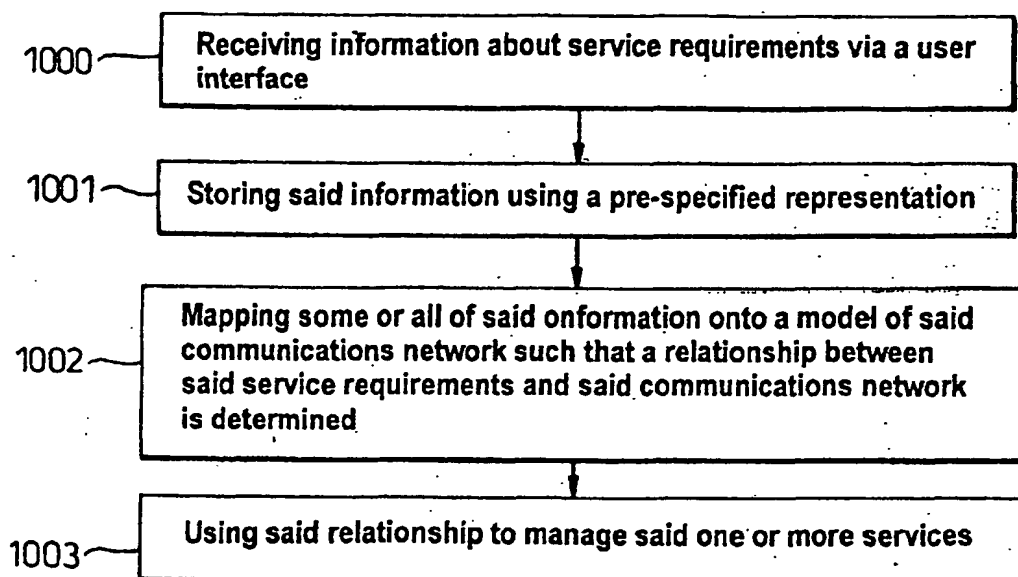 1000
Receiving information about service requirements via a user
interface
1001
Storing said information using a pre-specified representation
1002
Mapping some or all of said onformation onto a model of said
communications network such that a relationship between
said service requirements and said communications network
is determined
1003
Using said relationship to manage said one or more services